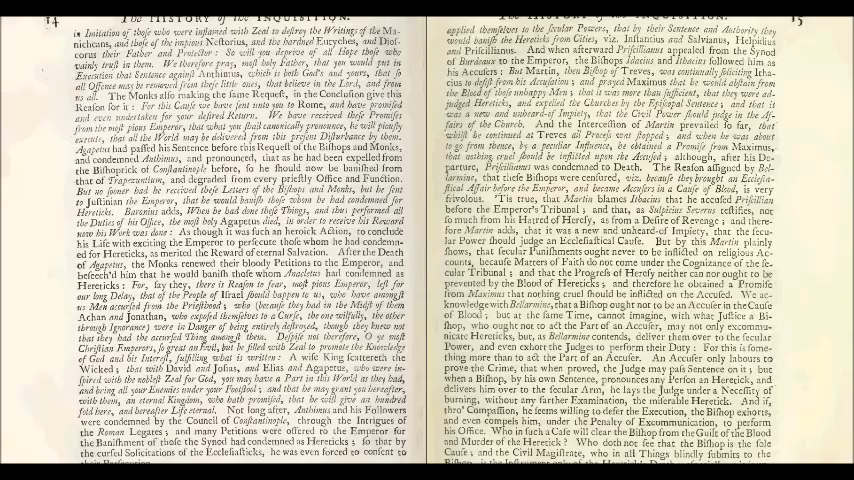 14 The HISTORY of the INQUISITION.
in Imitation of those who were inflamed with Zeal to destroy the Writings of the Ma-
nicheans, and those of the impious Nestorius, and the hardned Eutyches, and Dios-
corus their Father and Protector: So will you deprive of all Hope those who
vainly trust in them. We therefore pray, most holy Father, that you would put in
Execution that Sentence against Anthimus, which is both God's and yours, that so
all Offence may be removed from these little ones, that believe in the Lord, and from
us all. The Monks also making the same Request, in the Conclusion give this
Reason for it: For this Cause we have sent unto you to Rome, and have promised
and even undertaken for your desired Return. We have received these Promises
from the most pious Emperor, that what you shall canonically pronounce, he will piously
execute, that all the World may be delivered from this present Disturbance by them.
Agapetus had passed his Sentence before this Request of the Bishops and Monks,
and condemned Anthimus, and pronounced, that as he had been expelled from
the Bishoprick of Constantinople before, so he should now be banished from
that of Trapezuntium, and degraded from every priestly Office and Function.
But no sooner had he received these Letters of the Bishops and Monks, but he sent
to Justinian the Emperor, that he would banish those whom he had condemned for
Hereticks. Baronius adds, When he had done these Things, and thus performed all
the Duties of his Office, the most holy Agapetus died, in order to receive his Reward
now his Work was done: As though it was such an heroick Action, to conclude
his Life with exciting the Emperor to persecute those whom he had condemn-
ed for Hereticks, as merited the Reward of eternal Salvation. After the Death
of Agapetus, the Monks renewed their bloody Petitions to the Emperor, and
beseech'd him that he would banish those whom Anacletus had condemned as
Hereticks: For, say they, there is Reason to fear, most pious Emperor, lest for
our long Delay, that of the People of Israel should happen to us, who have amongst
us Men accursed from the Priesthood; who (because they had in the Midst of them
Achan and Jonathan, who exposed themselves to a Curse, the one wilfully, the other
through Ignorance) were in Danger of being entirely destroyed, though they knew not
that they had the accursed Thing among them. Despise not therefore, O ye most
Christian Emperors, so great an Evil, but be filled with Zeal to promote the Knowledge
of God and his Interest, fulfilling what is written: A wise King scattereth the
Wicked; that with David and Josias, and Elias and Agapetus, who were in-
spired with the noblest Zeal for God, you may have a Part in this World as they had,
and bring all your Enemies under your Footstool; and that he may grant you hereafter,
with them, an eternal Kingdom, who hath promised, that he will give an hundred
fold here, and hereafter Life eternal. Not long after, Anthimus and his Followers
were condemned by the Council of Constantinople, through the Intrigues of
the Roman Legates; and many Petitions were offered to the Emperor for
the Banishment of those the Synod had condemned as Hereticks; so that by
the cursed Solicitations of the Ecclesiasticks, he was even forced to consent to
their Persecution.
The HISTORY of the INQUISITION. 15
applied themselves to the secular Powers, that by their Sentence and Authority they
would banish the Hereticks from Cities, viz. Instantius and Salvianus, Helpidius
and Priscillianus. And when afterward Priscillianus appealed from the Synod
of Burdeaux to the Emperor, the Bishops Idacius and Ithacius followed him as
his Accusers: But Martin, then Bishop of Treves, was continually soliciting Itha-
cius to desist from his Accusation; and prayed Maximus that he would abstain from
the Blood of those unhappy Men; that it was more than sufficient, that they were ad-
judged Hereticks, and expelled the Churches by the Episcopal Sentence; and that it
was a new and unheard-of Impiety, that the Civil Power should judge in the Af-
fairs of the Church. And the Intercession of Martin prevailed so far, that
whilst he continued at Treves all Process was stopped; and when he was about
to go from thence, by a peculiar Influence, he obtained a Promise from Maximus,
that nothing cruel should be inflicted upon the Accused; although, after his De-
parture, Priscillianus was condemned to Death. The Reason assigned by Bel-
larmine, that these Bishops were censured, viz. because they brought an Ecclesia-
stical Affair before the Emperor, and became Accusers in a Cause of Blood, is very
frivolous. 'Tis true, that Martin blames Ithacius that he accused Priscillian
before the Emperor's Tribunal; and that, as Sulpicius Severus testifies, not
so much from his Hatred of Heresy, as from a Desire of Revenge; and there-
fore Martin adds, that it was a new and unheard-of Impiety, that the secu-
lar Power should judge an Ecclesiastical Cause. But by this Martin plainly
shows, that secular Punishments ought never to be inflicted on religious Ac-
counts, because Matters of Faith do not come under the Cognizance of the se-
cular Tribunal; and that the Progress of Heresy neither can nor ought to be
prevented by the Blood of Hereticks; and therefore he obtained a Promise
from Maximus that nothing cruel should be inflicted on the Accused. We ac-
knowledge with Bellarmine, that a Bishop ought not to be an Accuser in the Cause
of Blood; but at the same Time, cannot imagine, with what Justice a Bi-
shop, who ought not to act the Part of an Accuser, may not only excommu-
nicate Hereticks, but, as Bellarmine contends, deliver them over to the secular
Power, and even exhort the Judges to perform their Duty: For this is some-
thing more than to act the Part of an Accuser. An Accuser only labours to
prove the Crime, that when proved, the Judge may pass Sentence on it; but
when a Bishop, by his own Sentence, pronounces any Person an Heretick, and
delivers him over to the secular Arm, he lays the Judge under a Necessity of
burning, without any farther Examination, the miserable Heretick. And if,
thro' Compassion, he seems willing to defer the Execution, the Bishop exhorts,
and even compels him, under the Penalty of Excommunication, to perform
his Office. Who in such a Case will clear the Bishop from the Guilt of the Blood
and Murder of the Heretick? Who doth not see that the Bishop is the sole
Cause; and the Civil Magistrate, who in all Things blindly submits to the